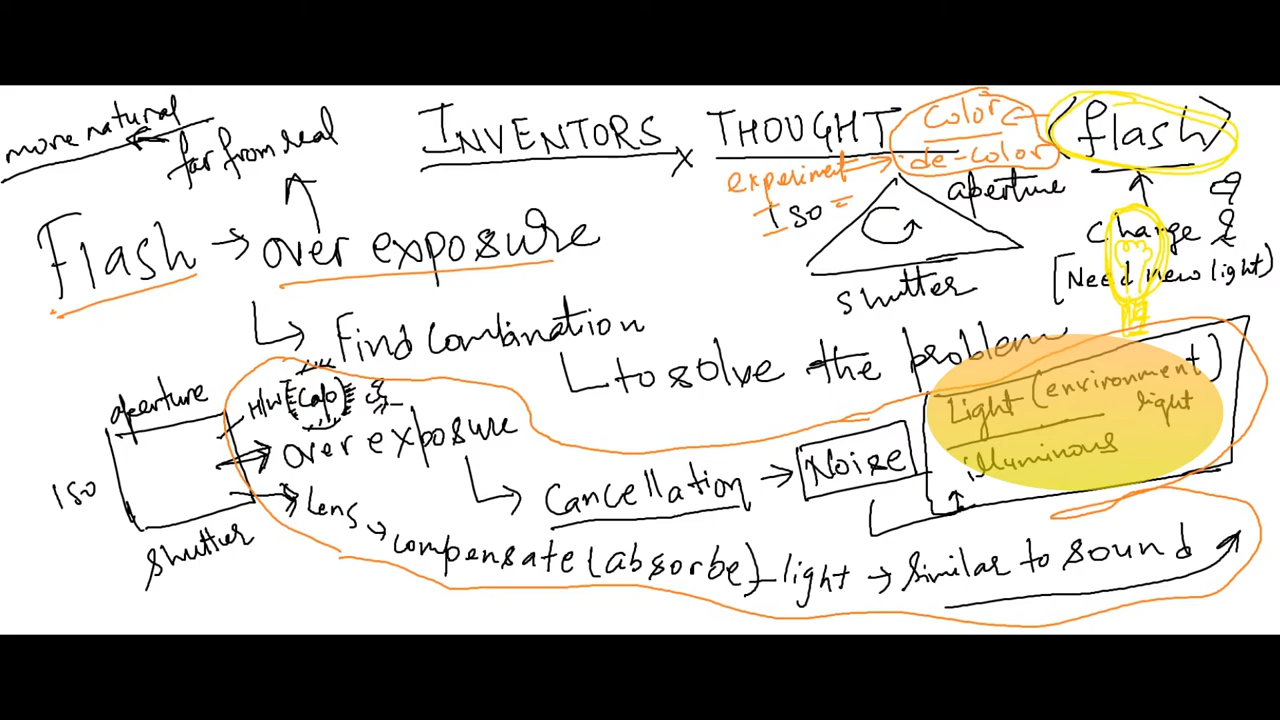 more natural
far from real
INVENTORS THOUGHT
color
de-color
<flash>
experiment
ISO
aperture
shutter
change
[Need new light)
Flash → over exposure
Find combination
to solve the problem
aperture
ISO
shutter
H/W [Cap]
over exposure
Cancellation → Noise
Light (environment light)
illuminous
Lens
compensate (absorbe) light → similar to sound